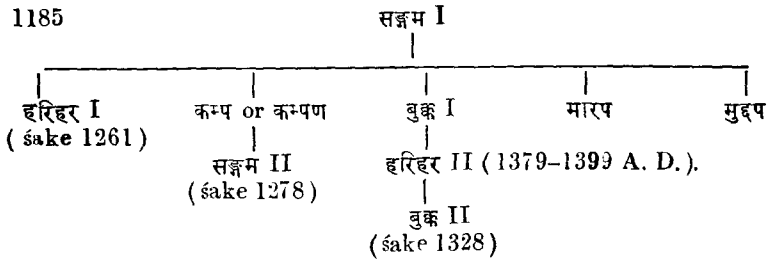 1185 सङ्गम I
हरिहर I कम्प or कम्पण बुक्क I मारप मुद्दप
(śake 1261)
सङ्गम II हरिहर II (1379–1399 A. D.).
(śake 1278)
बुक्क II
(śake 1328)